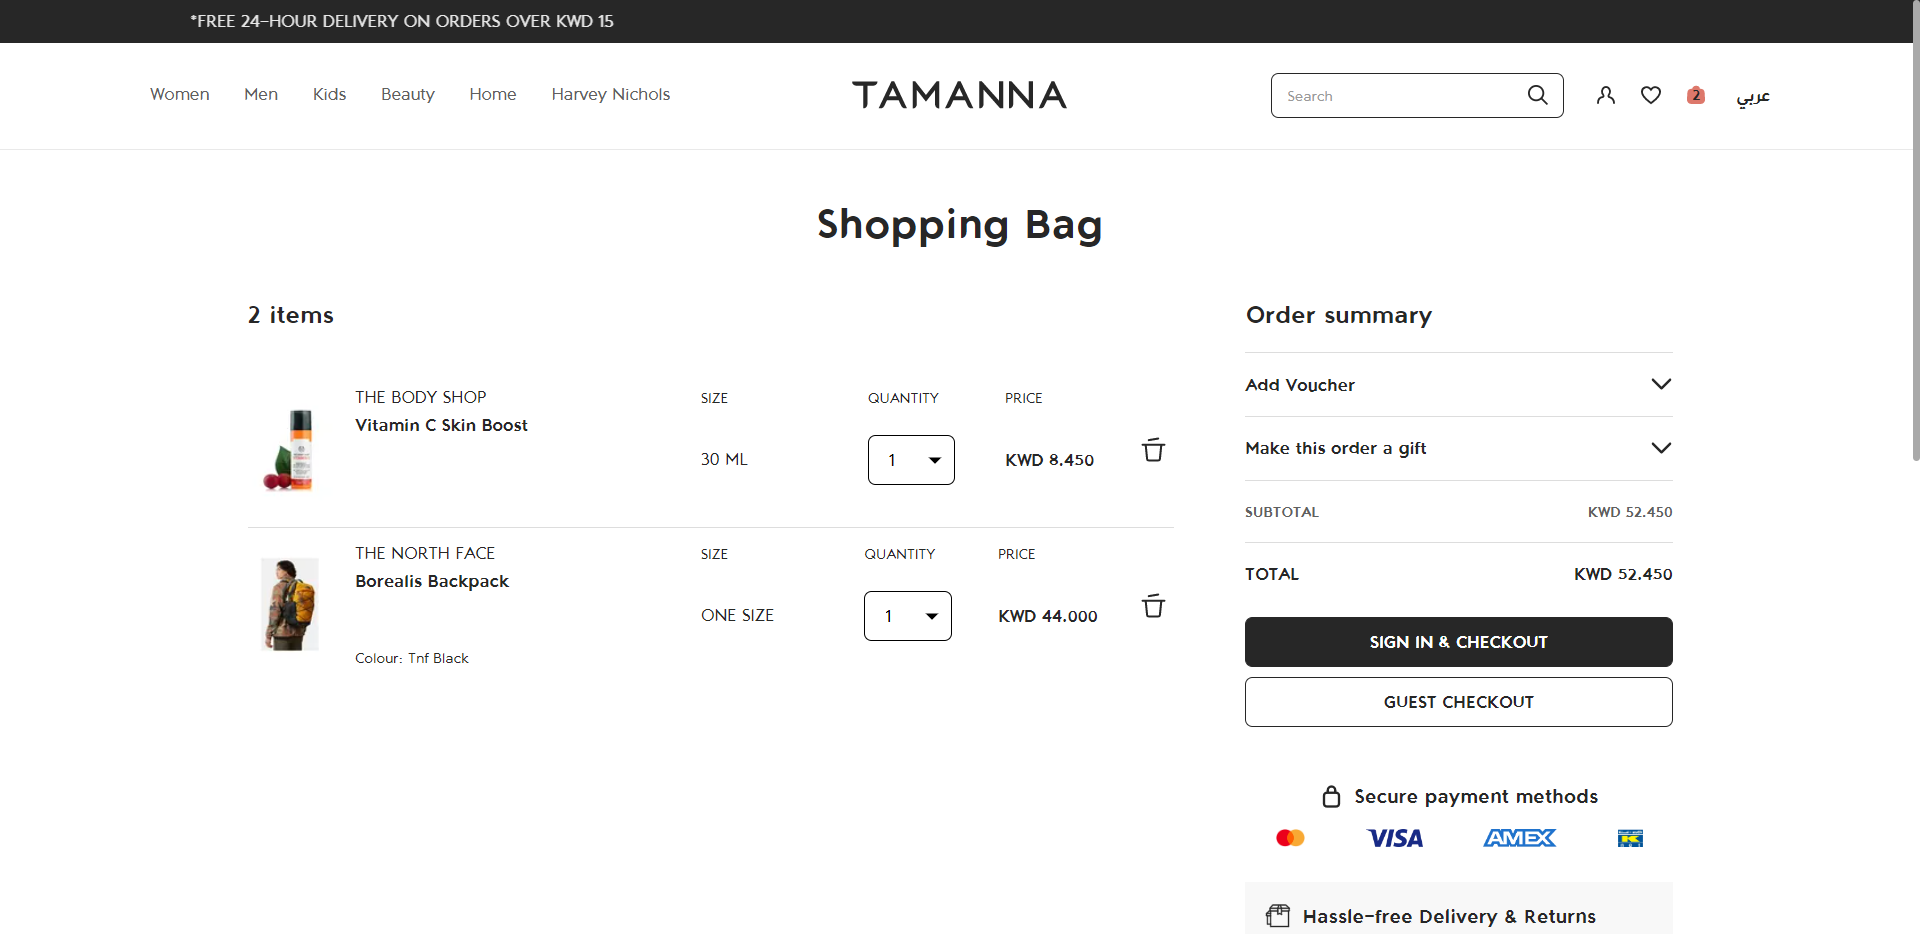 *FREE 24-HOUR DELIVERY ON ORDERS OVER KWD 15
Women Men Kids Beauty Home Harvey Nichols
TAMANNA
Search
2
عربي
Shopping Bag
2 items
THE BODY SHOP
Vitamin C Skin Boost
SIZE
30 ML
QUANTITY
1
PRICE
KWD 8.450
THE NORTH FACE
Borealis Backpack
Colour: Tnf Black
SIZE
ONE SIZE
QUANTITY
1
PRICE
KWD 44.000
Order summary
Add Voucher
Make this order a gift
SUBTOTAL KWD 52.450
TOTAL KWD 52.450
SIGN IN & CHECKOUT
GUEST CHECKOUT
Secure payment methods
VISA AMEX
Hassle-free Delivery & Returns